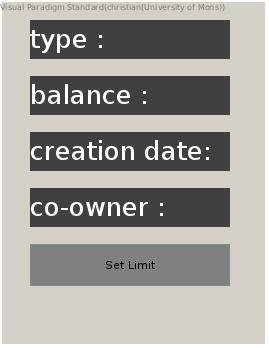 Visual Paradigm Standard(christian(University of Mons))
type :
balance :
creation date:
co-owner :
Set Limit